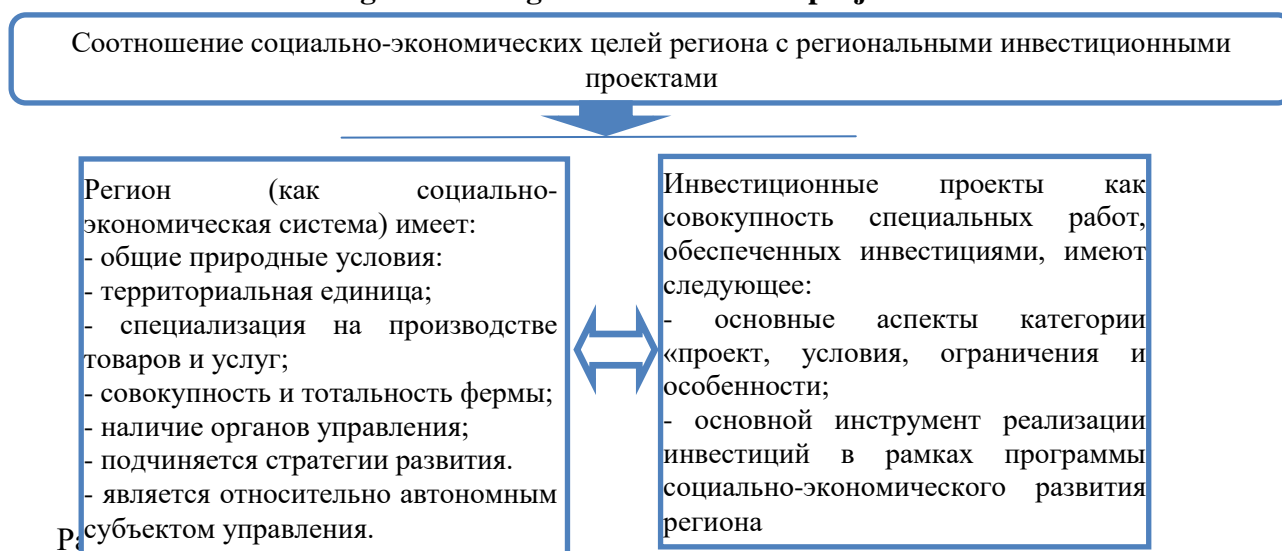 Соотношение социально-экономических целей региона с региональными инвестиционными
проектами
Регион (как социально-
экономическая система) имеет:
- общие природные условия:
- территориальная единица;
- специализация на производстве
товаров и услуг;
- совокупность и тотальность фермы;
- наличие органов управления;
- подчиняется стратегии развития.
- является относительно автономным
субъектом управления.
Инвестиционные проекты как
совокупность специальных работ,
обеспеченных инвестициями, имеют
следующее:
- основные аспекты категории
«проект, условия, ограничения и
особенности;
- основной инструмент реализации
инвестиций в рамках программы
социально-экономического развития
региона